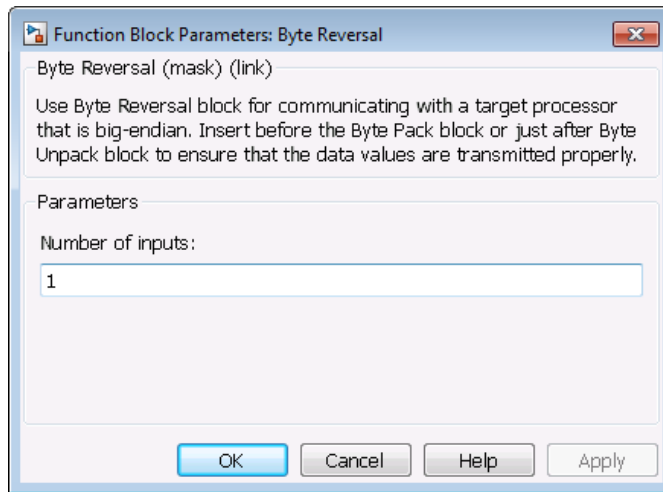 Function Block Parameters: Byte Reversal
Byte Reversal (mask) (link)
Use Byte Reversal block for communicating with a target processor
that is big-endian. Insert before the Byte Pack block or just after Byte
Unpack block to ensure that the data values are transmitted properly.
Parameters
Number of inputs:
1
OK Cancel Help Apply